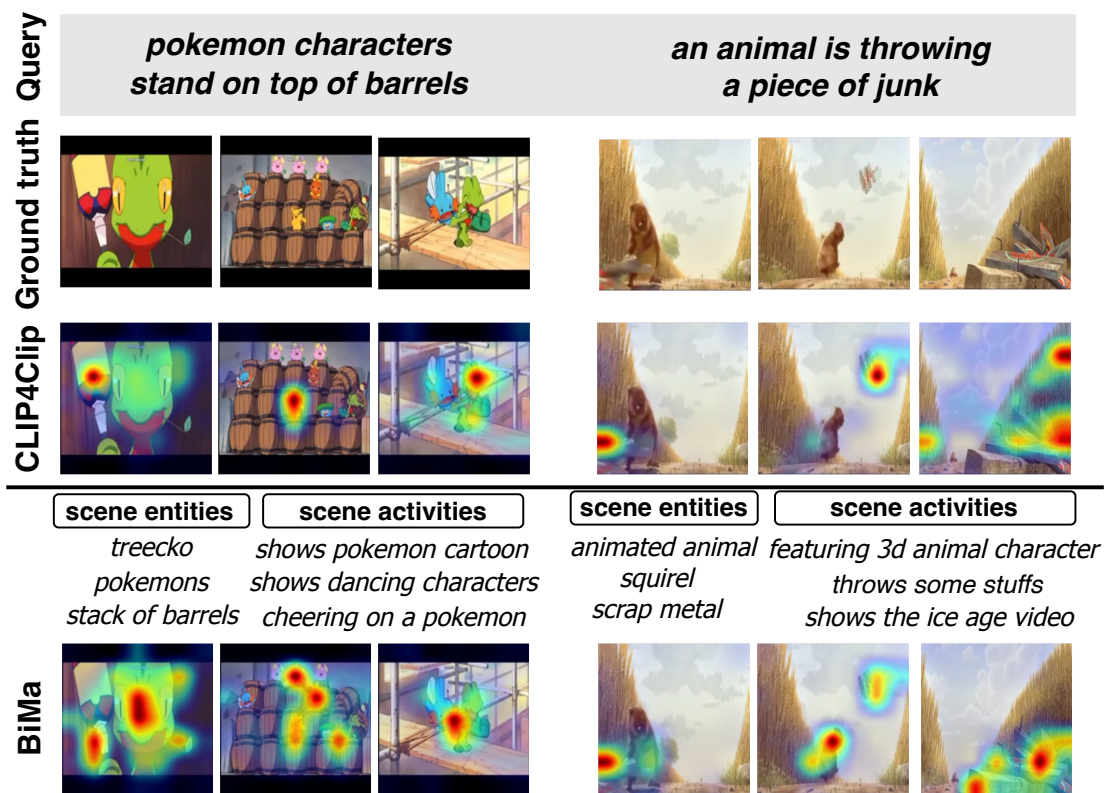 Query
pokemon characters
stand on top of barrels
an animal is throwing
a piece of junk
Ground truth
CLIP4Clip
scene entities
scene activities
treecko
pokemons
stack of barrels
shows pokemon cartoon
shows dancing characters
cheering on a pokemon
scene entities
scene activities
animated animal
squirel
scrap metal
featuring 3d animal character
throws some stuffs
shows the ice age video
BiMa